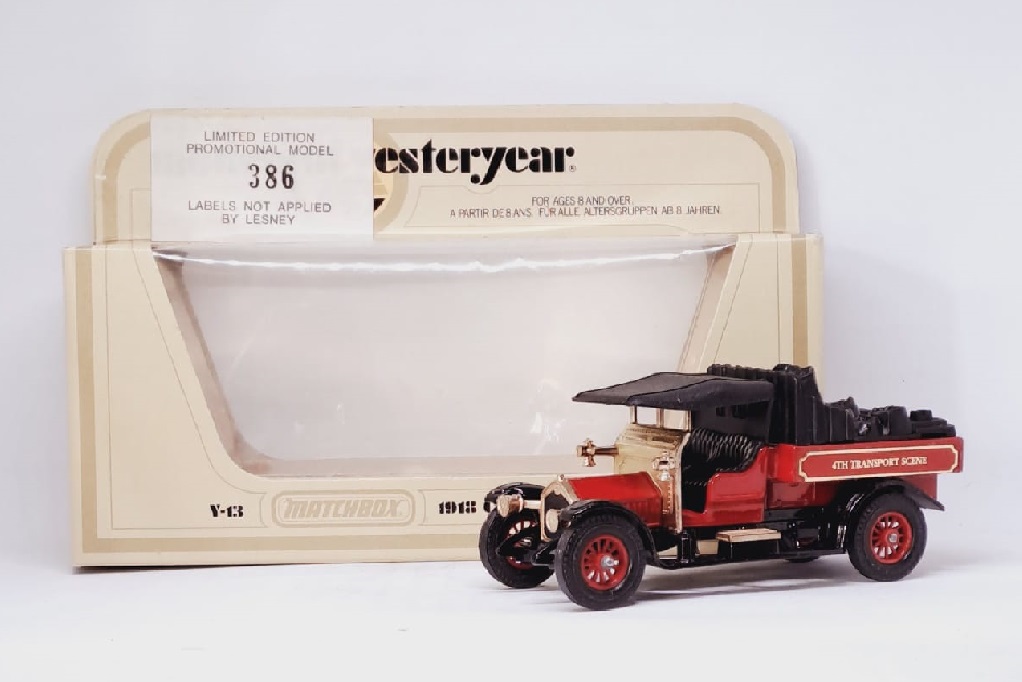 LIMITED EDITION
PROMOTIONAL MODEL
386
LABELS NOT APPLIED
BY LESNEY
esteryear®
FOR AGES 8 AND OVER.
A PARTIR DE 8 ANS. FÜR ALLE ALTERSGRUPPEN AB 8 JAHREN.
Y-13
MATCHBOX
1918
4TH TRANSPORT SCENE